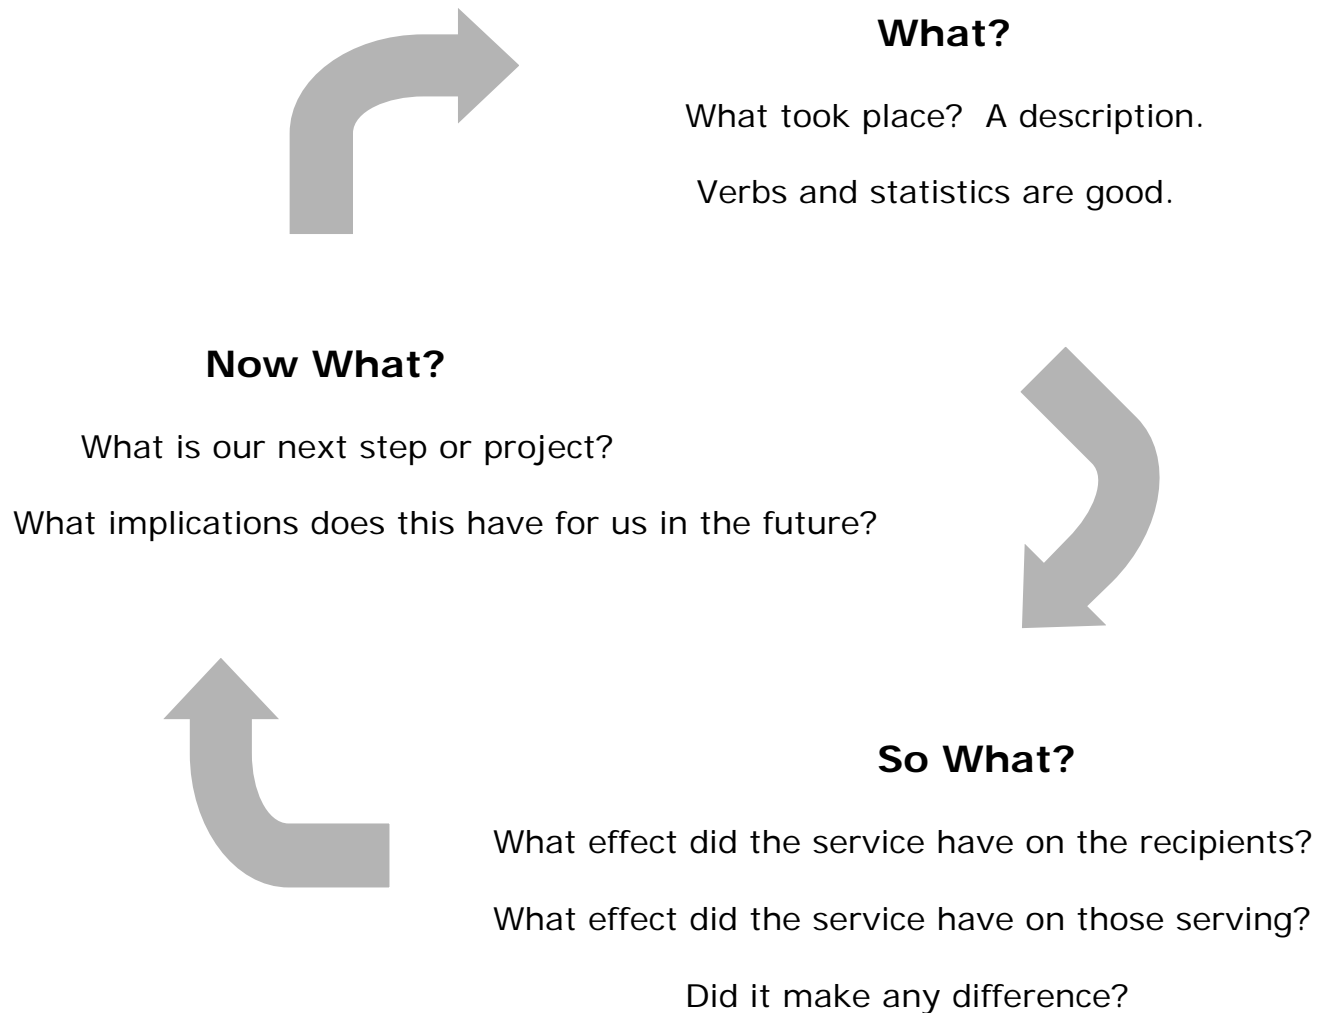 What?
What took place? A description.
Verbs and statistics are good.
Now What?
What is our next step or project?
What implications does this have for us in the future?
So What?
What effect did the service have on the recipients?
What effect did the service have on those serving?
Did it make any difference?